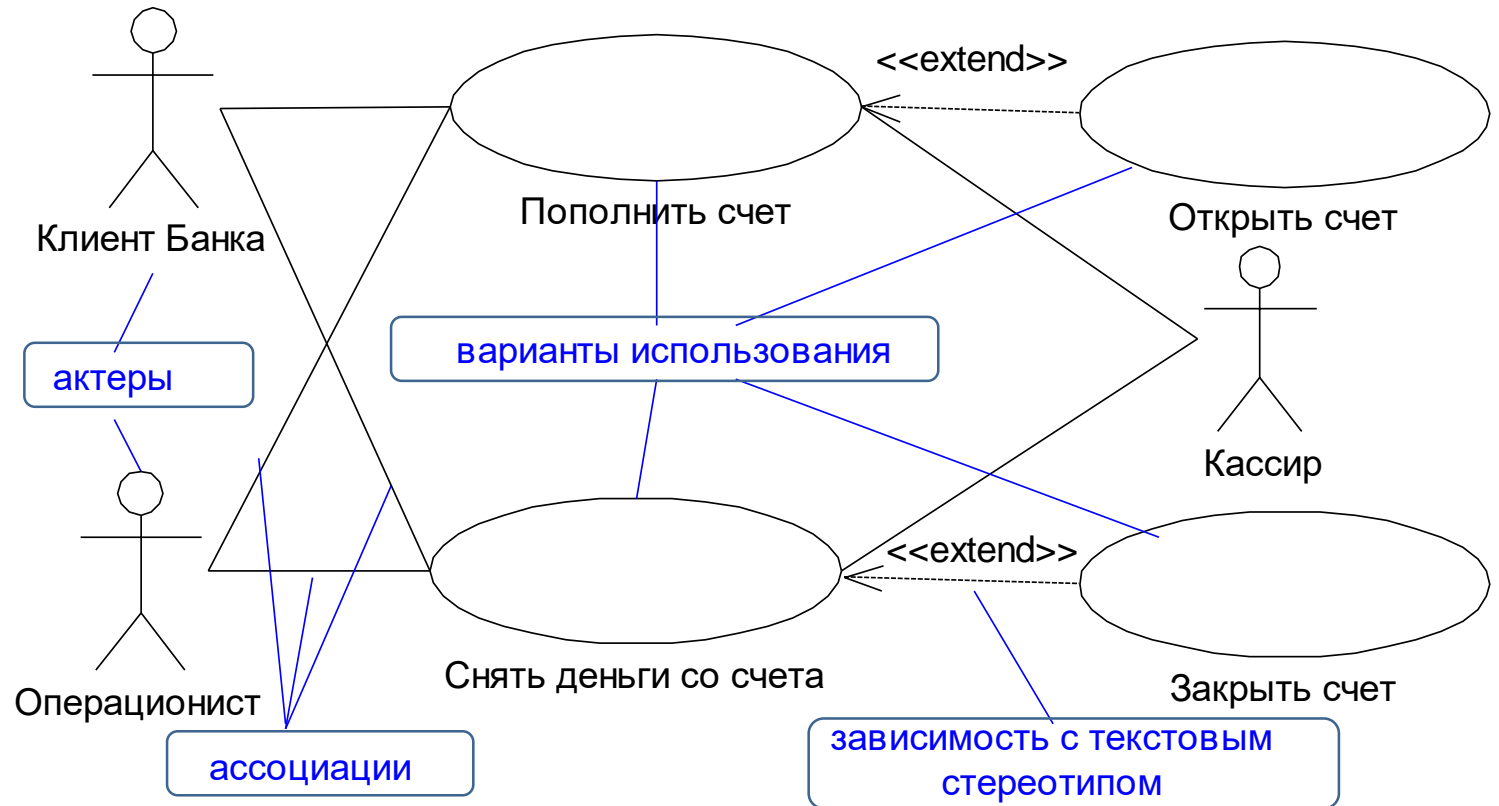 <<extend>>
Пополнить счет
Открыть счет
Клиент Банка
варианты использования
актеры
Кассир
<<extend>>
Снять деньги со счета
Закрыть счет
Операционист
зависимость с текстовым
стереотипом
ассоциации